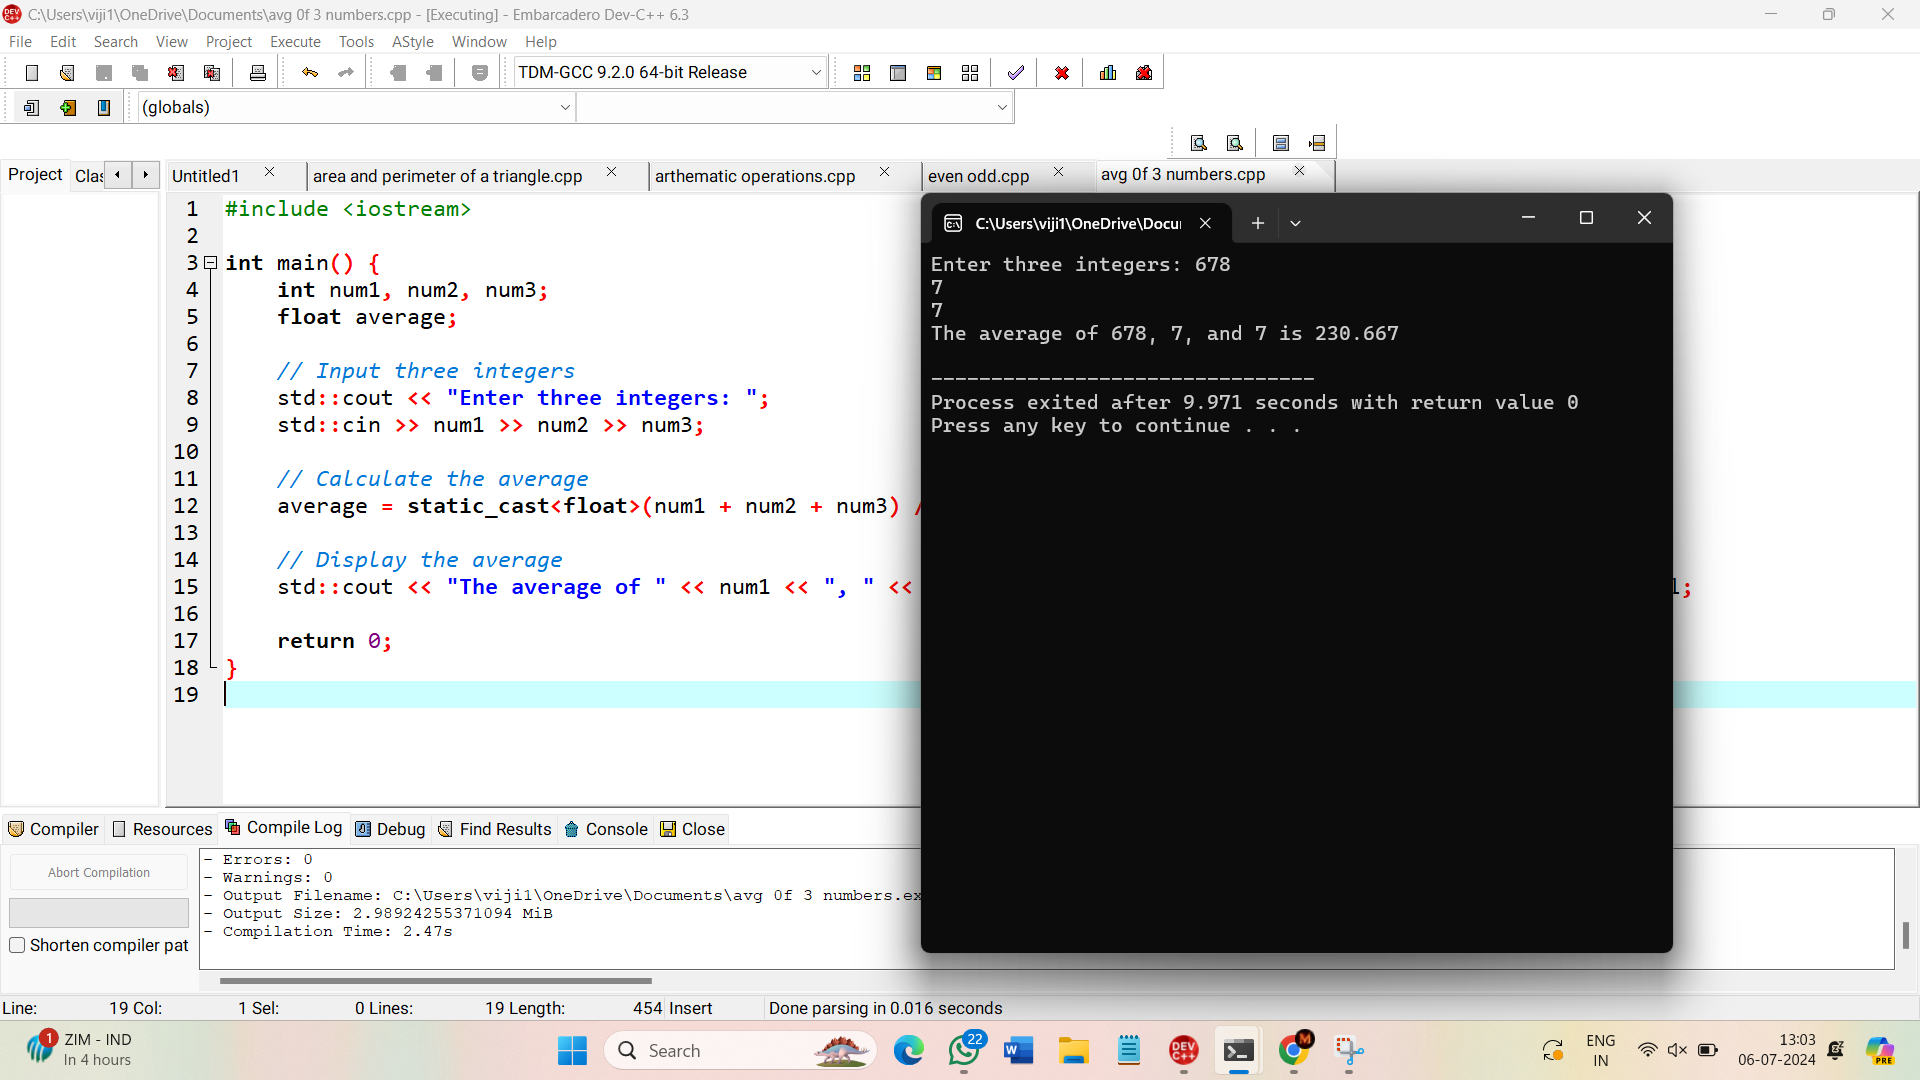 C:\Users\viji1\OneDrive\Documents\avg 0f 3 numbers.cpp - [Executing] - Embarcadero Dev-C++ 6.3
File Edit Search View Project Execute Tools AStyle Window Help
TDM-GCC 9.2.0 64-bit Release
(globals)
Project Clas
Untitled1 area and perimeter of a triangle.cpp arthematic operations.cpp even odd.cpp avg 0f 3 numbers.cpp
1 #include <iostream>
2
3 int main() {
4 int num1, num2, num3;
5 float average;
6
7 // Input three integers
8 std::cout << "Enter three integers: ";
9 std::cin >> num1 >> num2 >> num3;
10
11 // Calculate the average
12 average = static_cast<float>(num1 + num2 + num3) /
13
14 // Display the average
15 std::cout << "The average of " << num1 << ", " << l;
16
17 return 0;
18 }
19
C:\Users\viji1\OneDrive\Docu
Enter three integers: 678
7
7
The average of 678, 7, and 7 is 230.667
--------------------------------
Process exited after 9.971 seconds with return value 0
Press any key to continue . . .
Compiler Resources Compile Log Debug Find Results Console Close
Abort Compilation
Shorten compiler pat
- Errors: 0
- Warnings: 0
- Output Filename: C:\Users\viji1\OneDrive\Documents\avg 0f 3 numbers.ex
- Output Size: 2.98924255371094 MiB
- Compilation Time: 2.47s
Line: 19 Col: 1 Sel: 0 Lines: 19 Length: 454 Insert Done parsing in 0.016 seconds
1 ZIM - IND
In 4 hours
Search
22
DEV C++
M
ENG
IN
13:03
06-07-2024
PRE